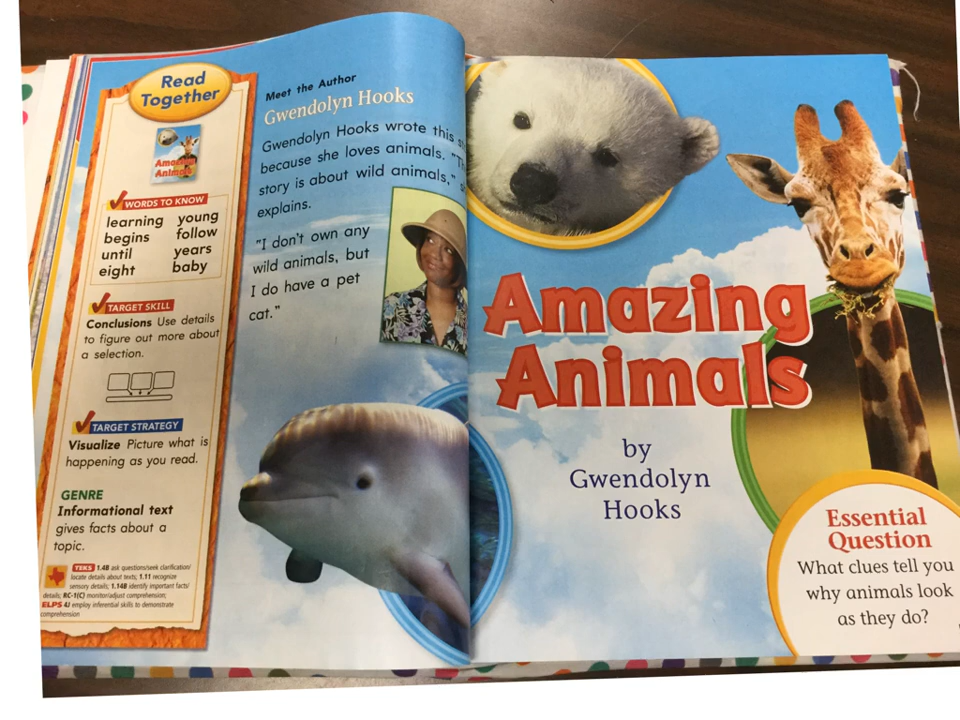 Read
Together
Amazing
Animals
WORDS TO KNOW
learning young
begins follow
until years
eight baby
TARGET SKILL
Conclusions Use details
to figure out more about
a selection.
TARGET STRATEGY
Visualize Picture what is
happening as you read.
GENRE
Informational text
gives facts about a
topic.
TEKS 1.4B ask questions/seek clarification/
locate details about texts; 1.11 recognize
sensory details; 1.14B identify important facts/
details; RC-1(C) monitor/adjust comprehension;
ELPS 4J employ inferential skills to demonstrate
comprehension
Meet the Author
Gwendolyn Hooks
Gwendolyn Hooks wrote this
because she loves animals.
story is about wild animals,"
explains.
"I don't own any
wild animals, but
I do have a pet
cat."
Amazing
Animals
by
Gwendolyn
Hooks
Essential
Question
What clues tell you
why animals look
as they do?